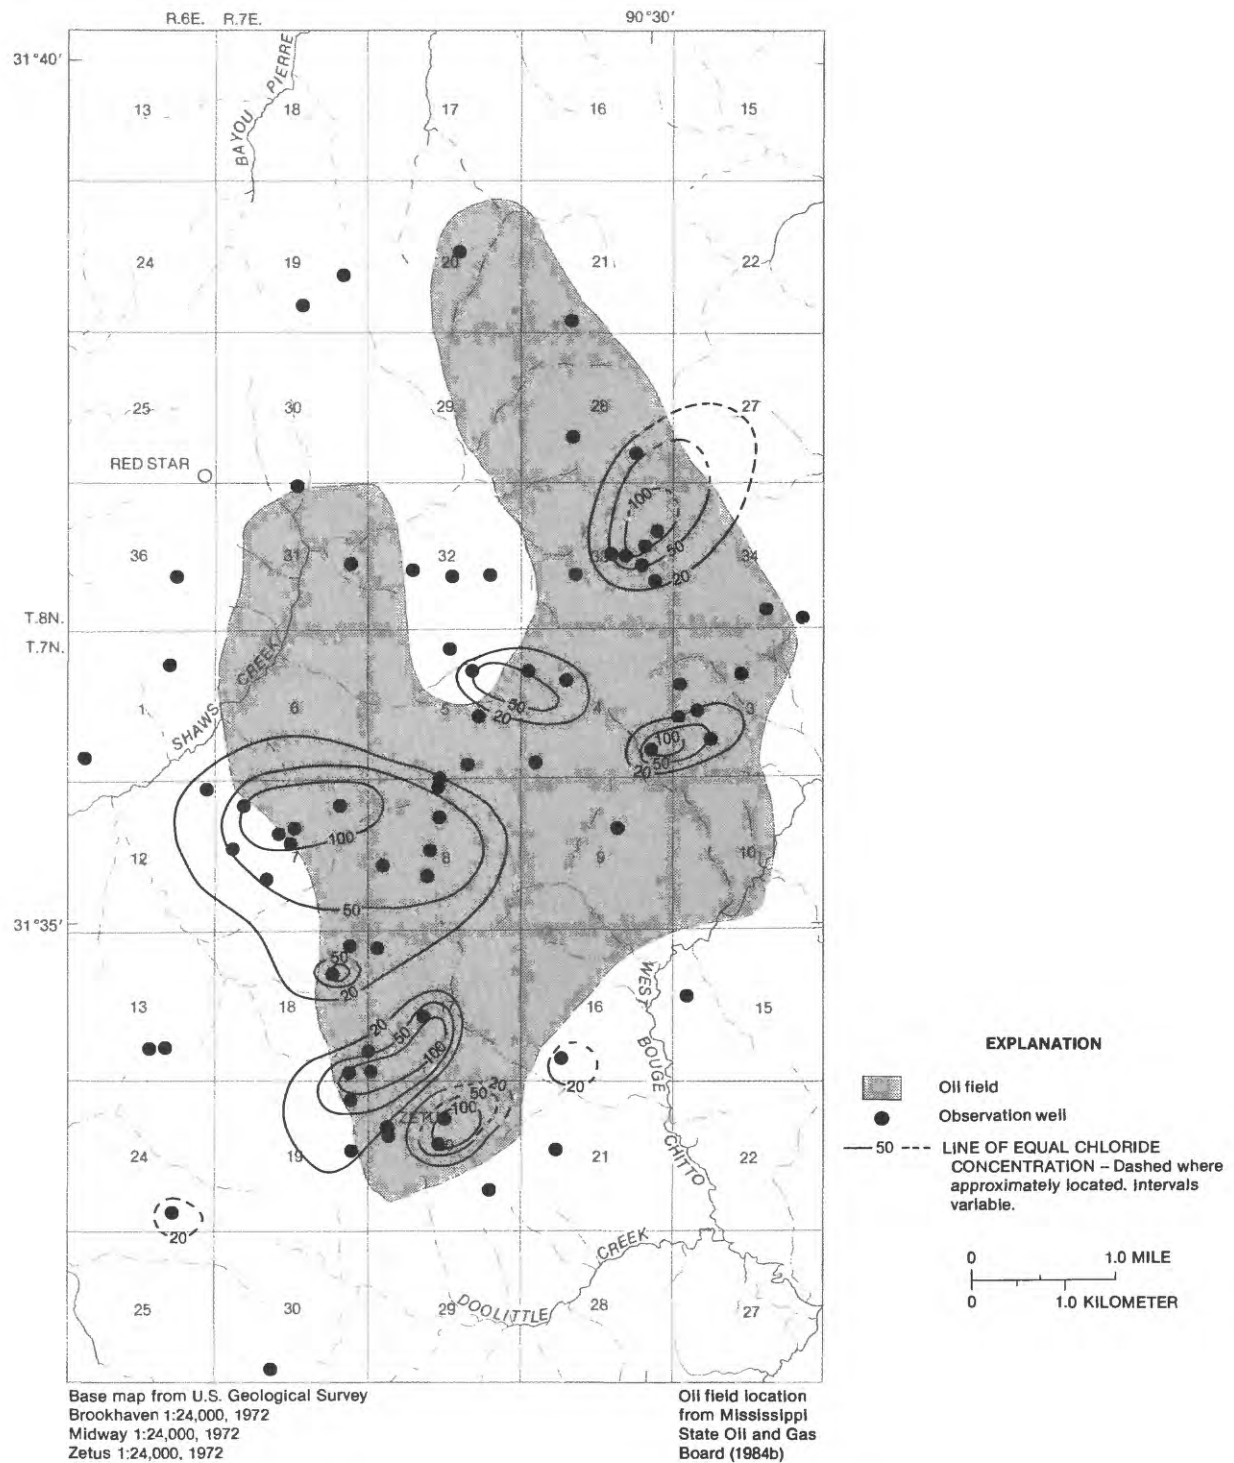 R.6E. R.7E.
90°30'
31°40'
BAYOU PIERRE
13
18
17
16
15
24
19
20
21
22
25
30
29
28
27
RED STAR
100
50
20
36
31
32
33
34
T.8N.
T.7N.
SHAWS CREEK
1
6
5
4
3
50
20
100
50
20
12
7
8
9
10
100
50
20
31°35'
50
13
18
16
15
20
50
100
WEST BOUGE CHITTO
20
20
50
100
24
19
21
22
20
25
30
29
28
27
DOOLITTLE CREEK
EXPLANATION
Oil field
Observation well
50 LINE OF EQUAL CHLORIDE
CONCENTRATION – Dashed where
approximately located. Intervals
variable.
0 1.0 MILE
0 1.0 KILOMETER
Base map from U.S. Geological Survey
Brookhaven 1:24,000, 1972
Midway 1:24,000, 1972
Zetus 1:24,000, 1972
Oil field location
from Mississippi
State Oil and Gas
Board (1984b)